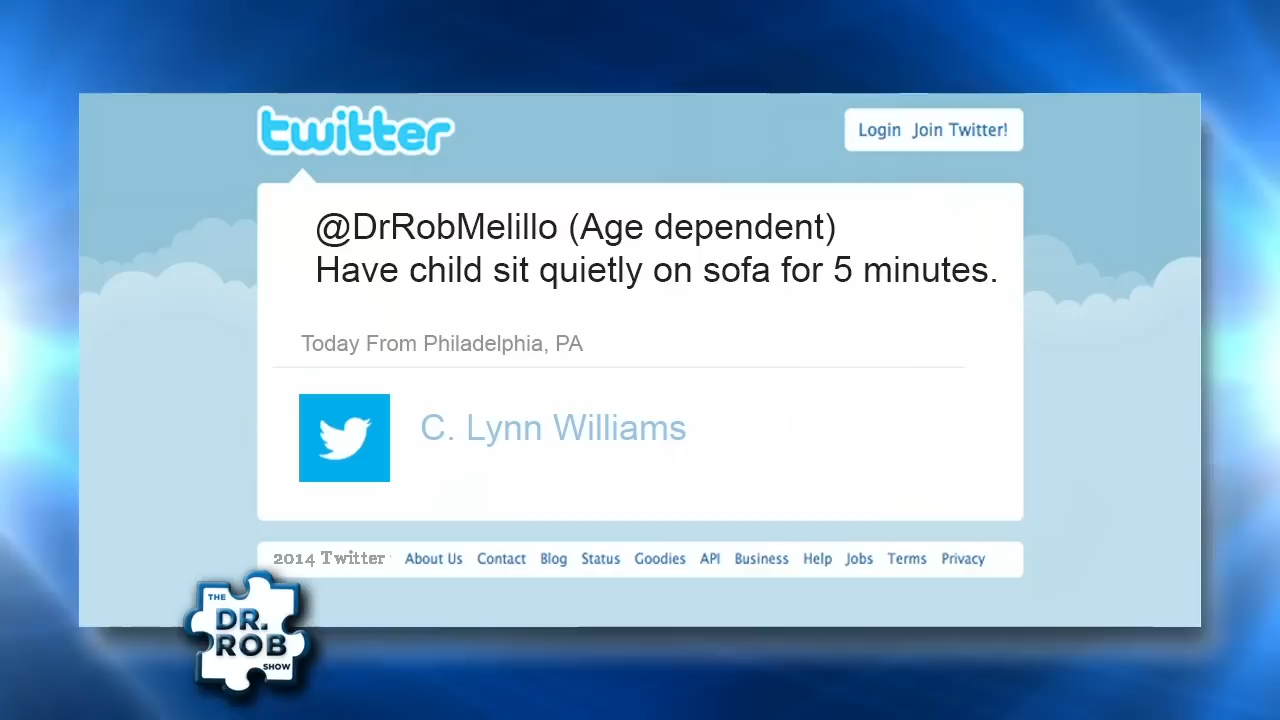 twitter
Login Join Twitter!
@DrRobMelillo (Age dependent)
Have child sit quietly on sofa for 5 minutes.
Today From Philadelphia, PA
C. Lynn Williams
2014 Twitter About Us Contact Blog Status Goodies API Business Help Jobs Terms Privacy
THE
DR.
ROB
SHOW